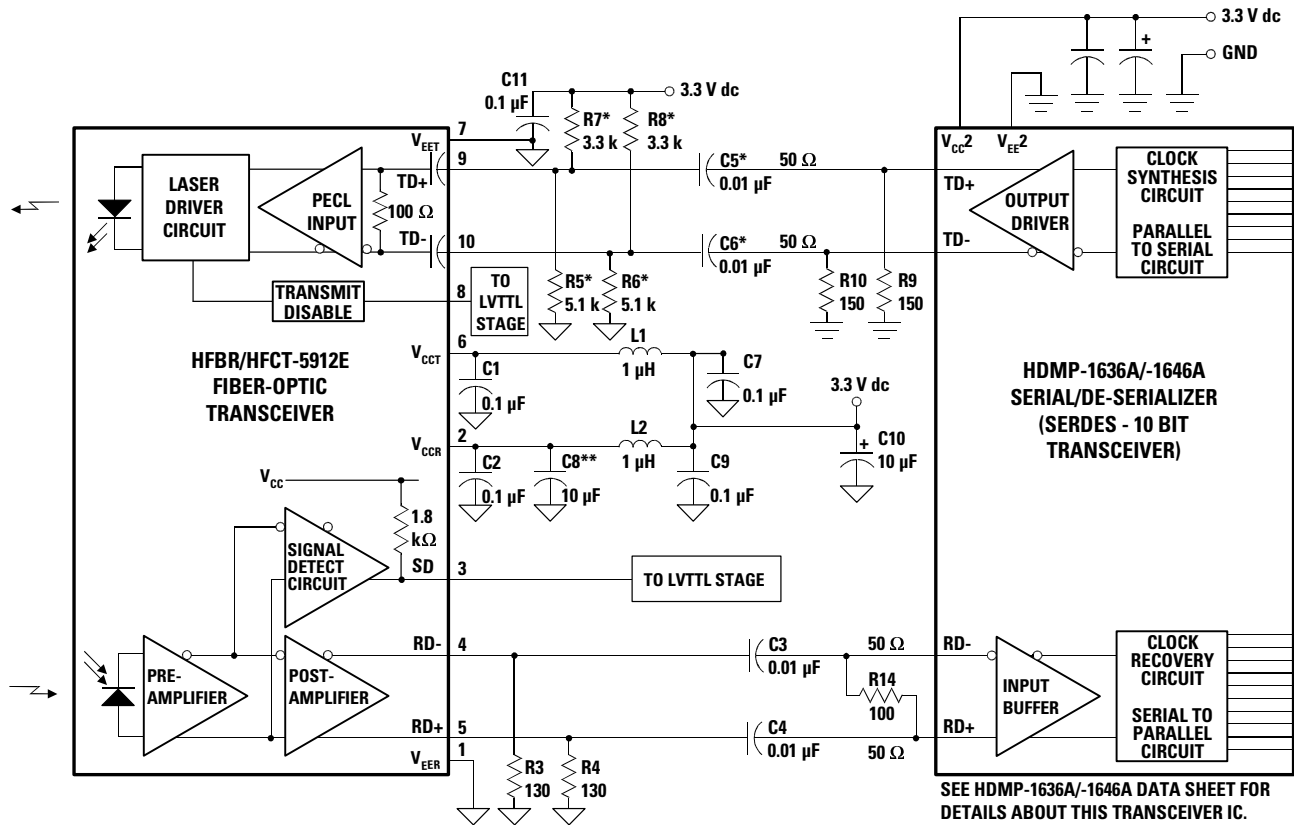 3.3 V dc
GND
C11
0.1 µF
3.3 V dc
R7*
3.3 k
R8*
3.3 k
7
VEET
9
TD+
LASER
DRIVER
CIRCUIT
PECL
INPUT
100 Ω
TD-
10
C5*
0.01 µF
50 Ω
C6*
0.01 µF
50 Ω
VCC2
VEE2
TD+
TD-
OUTPUT
DRIVER
CLOCK
SYNTHESIS
CIRCUIT
PARALLEL
TO SERIAL
CIRCUIT
TRANSMIT
DISABLE
8
TO
LVTTL
STAGE
R5*
5.1 k
R6*
5.1 k
R10
150
R9
150
HFBR/HFCT-5912E
FIBER-OPTIC
TRANSCEIVER
6
VCCT
C1
0.1 µF
L1
1 µH
C7
0.1 µF
3.3 V dc
C10
10 µF
HDMP-1636A/-1646A
SERIAL/DE-SERIALIZER
(SERDES - 10 BIT
TRANSCEIVER)
2
VCCR
C2
0.1 µF
C8**
10 µF
L2
1 µH
C9
0.1 µF
VCC
1.8
kΩ
SIGNAL
DETECT
CIRCUIT
SD
3
TO LVTTL STAGE
PRE-
AMPLIFIER
POST-
AMPLIFIER
RD-
4
RD+
5
1
VEER
R3
130
R4
130
C3
0.01 µF
50 Ω
R14
100
C4
0.01 µF
50 Ω
RD-
RD+
INPUT
BUFFER
CLOCK
RECOVERY
CIRCUIT
SERIAL TO
PARALLEL
CIRCUIT
SEE HDMP-1636A/-1646A DATA SHEET FOR
DETAILS ABOUT THIS TRANSCEIVER IC.